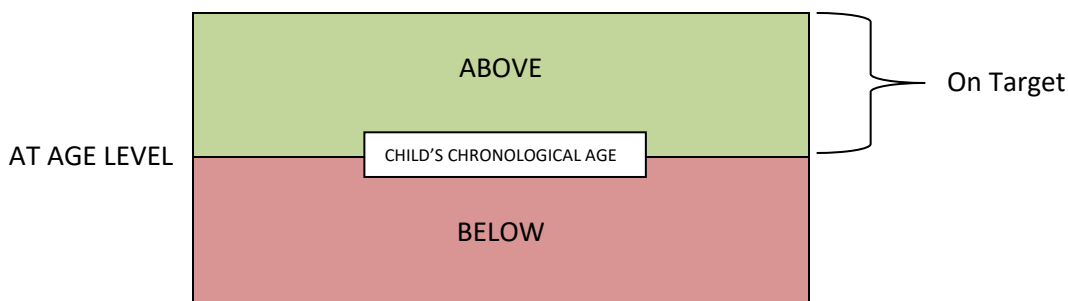 ABOVE
On Target
AT AGE LEVEL
CHILD'S CHRONOLOGICAL AGE
BELOW